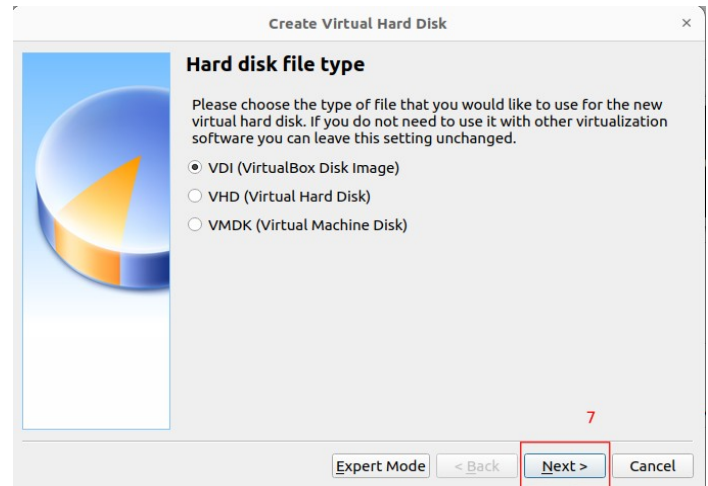 Create Virtual Hard Disk ×
Hard disk file type
Please choose the type of file that you would like to use for the new
virtual hard disk. If you do not need to use it with other virtualization
software you can leave this setting unchanged.
VDI (VirtualBox Disk Image)
VHD (Virtual Hard Disk)
VMDK (Virtual Machine Disk)
7
Expert Mode < Back Next > Cancel